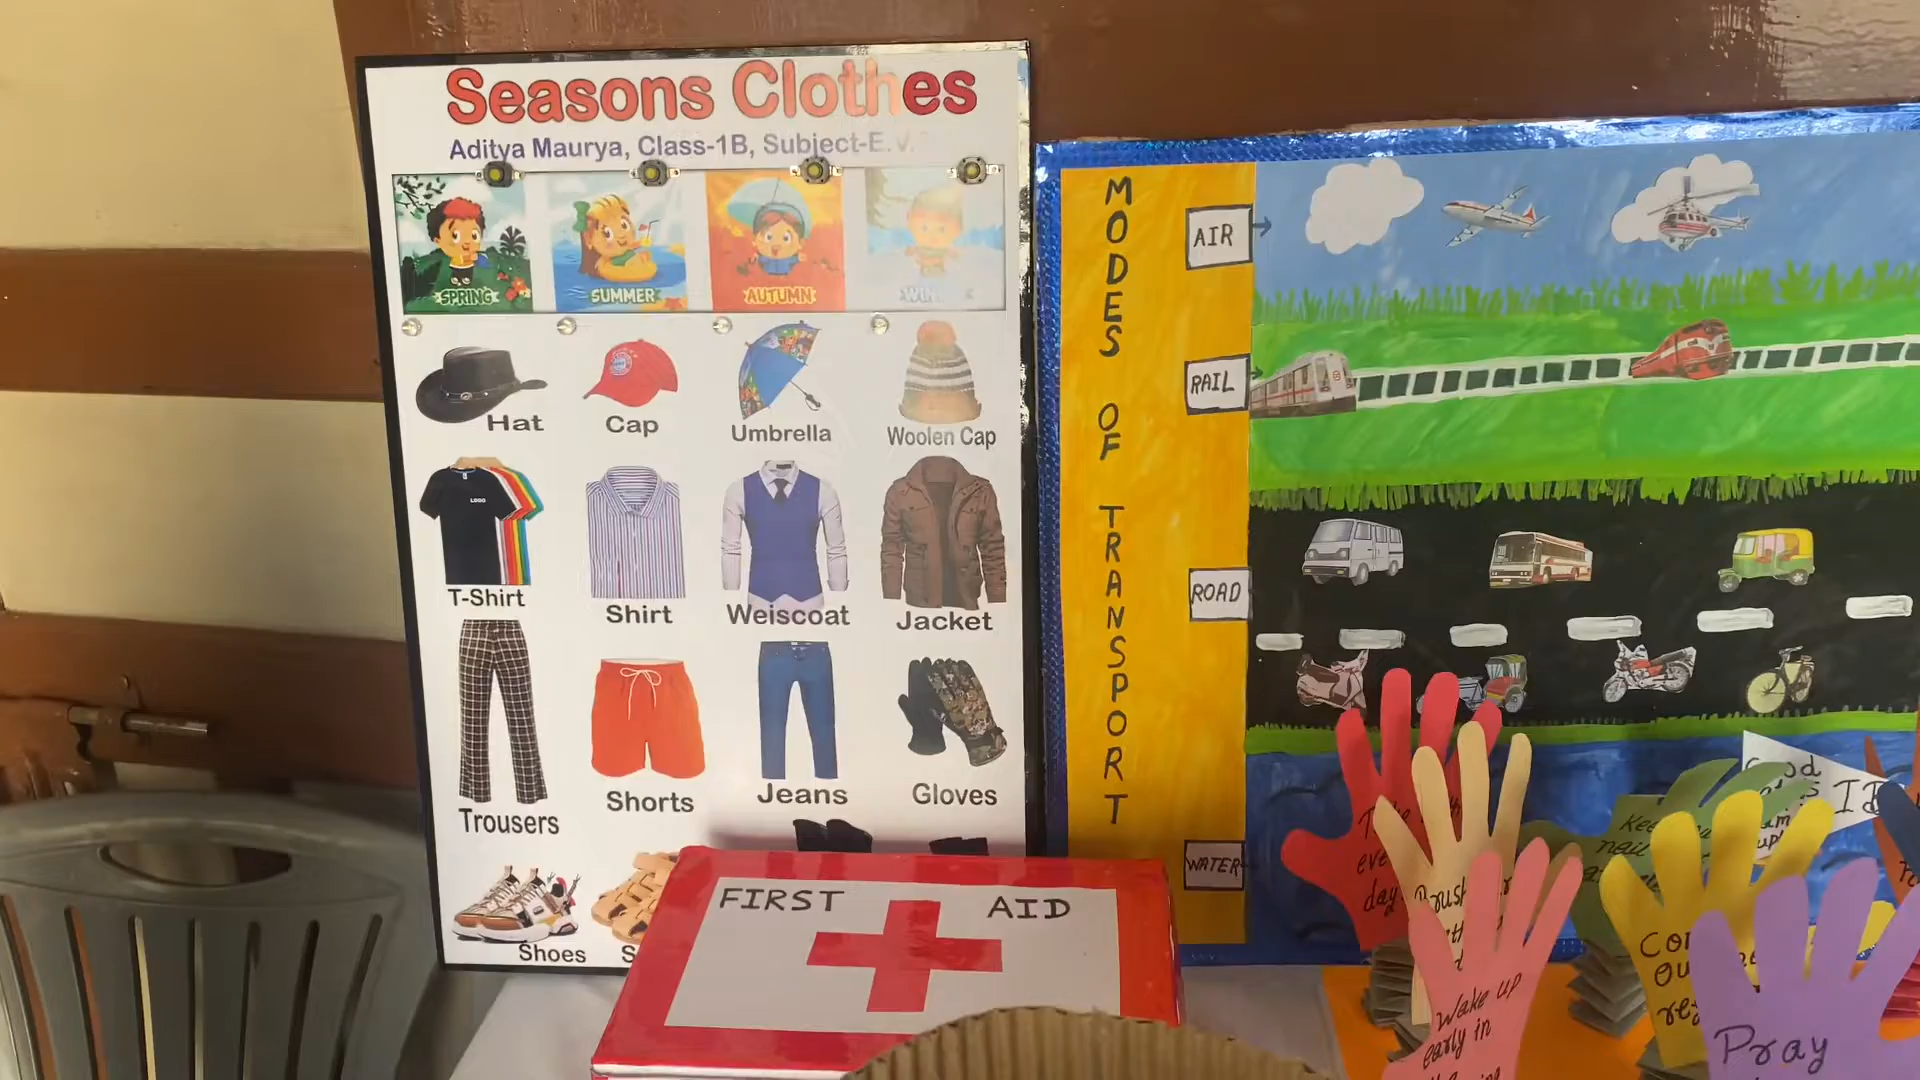 Seasons Clothes
Aditya Maurya, Class-1B, Subject-E.V.
SPRING
SUMMER
AUTUMN
Hat
Cap
Umbrella
Woolen Cap
LOGO
T-Shirt
Shirt
Weiscoat
Jacket
Trousers
Shorts
Jeans
Gloves
Shoes
FIRST AID
MODES OF TRANSPORT
AIR
RAIL
ROAD
WATER
Wake up
early in
Pray